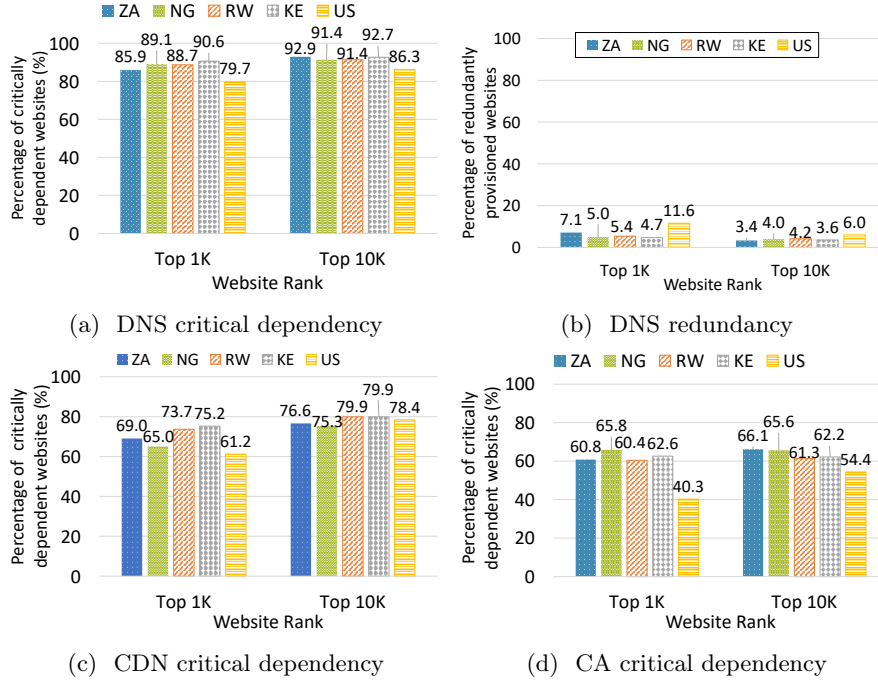 ZA NG RW KE US
Percentage of critically
dependent websites (%)
100
80
60
40
20
0
85.9 89.1 88.7 90.6 79.7
92.9 91.4 91.4 92.7 86.3
Top 1K Top 10K
Website Rank
(a) DNS critical dependency
ZA NG RW KE US
Percentage of redundantly
provisioned websites
100
80
60
40
20
0
7.1 5.0 5.4 4.7 11.6
3.4 4.0 4.2 3.6 6.0
Top 1K Top 10K
Website Rank
(b) DNS redundancy
ZA NG RW KE US
Percentage of critically
dependent websites (%)
100
80
60
40
20
0
69.0 65.0 73.7 75.2 61.2
76.6 75.3 79.9 79.9 78.4
Top 1K Top 10K
Website Rank
(c) CDN critical dependency
ZA NG RW KE US
Percentage of critically
dependent websites (%)
100
80
60
40
20
0
60.8 65.8 60.4 62.6 40.3
66.1 65.6 61.3 62.2 54.4
Top 1K Top 10K
Website Rank
(d) CA critical dependency